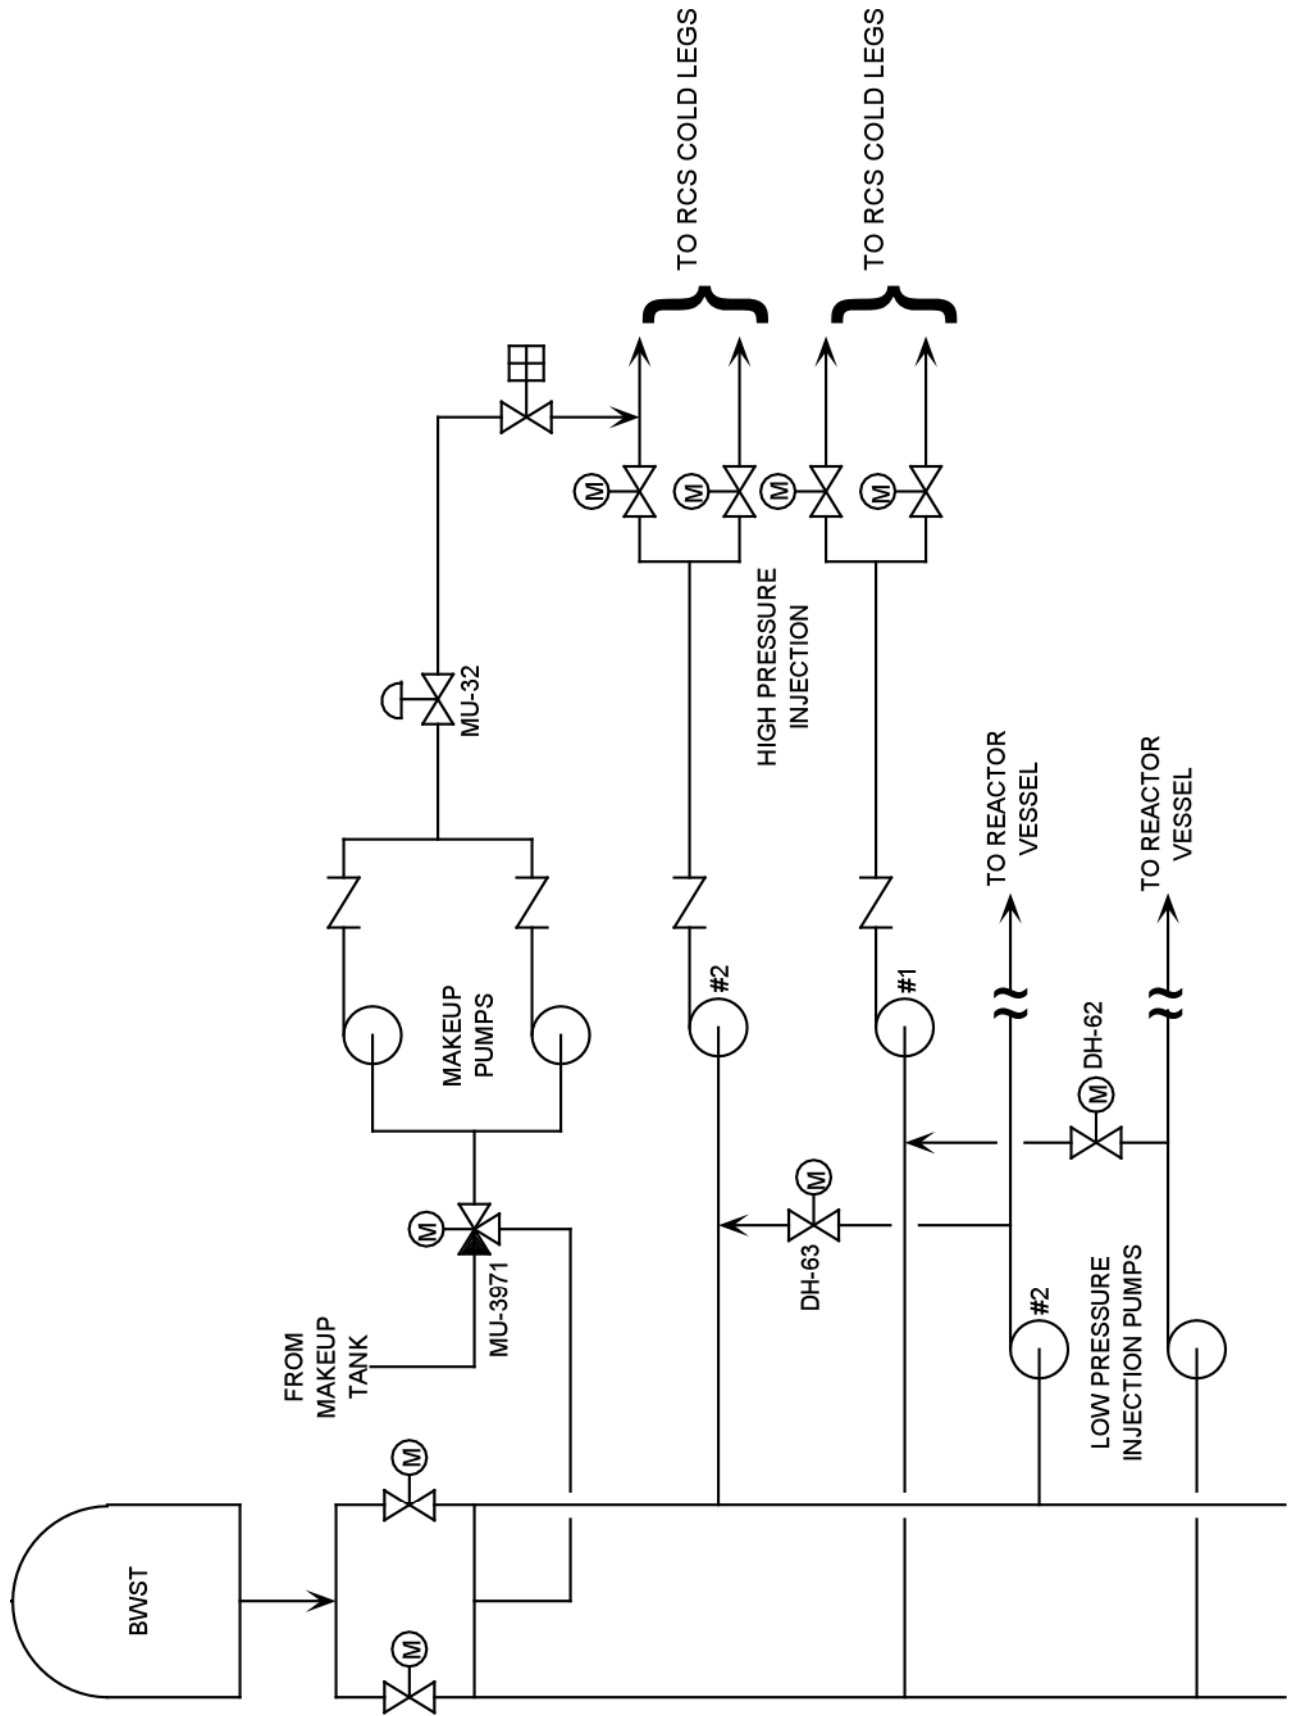 BWST
M
M
FROM
MAKEUP
TANK
M
MU-3971
MAKEUP
PUMPS
MU-32
TO RCS COLD LEGS
TO RCS COLD LEGS
M
M
M
M
HIGH PRESSURE
INJECTION
#2
#1
DH-63
M
M
DH-62
TO REACTOR
VESSEL
TO REACTOR
VESSEL
#2
LOW PRESSURE
INJECTION PUMPS